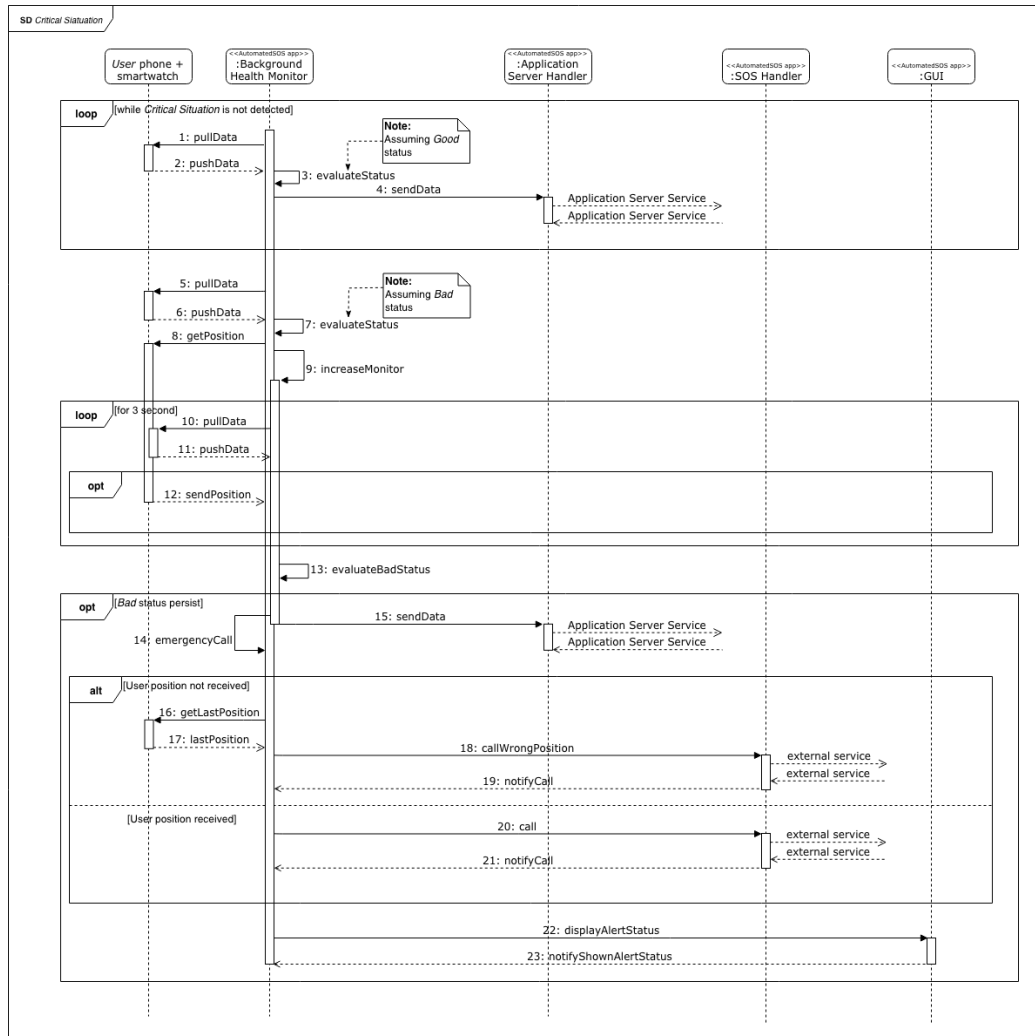 SD Critical Siatuation
User phone +
smartwatch
<<AutomatedSOS app>>
:Background
Health Monitor
<<AutomatedSOS app>>
:Application
Server Handler
<<AutomatedSOS app>>
:SOS Handler
<<AutomatedSOS app>>
:GUI
loop
[while Critical Situation is not detected]
Note:
Assuming Good
status
1: pullData
2: pushData
3: evaluateStatus
4: sendData
Application Server Service
Application Server Service
5: pullData
Note:
Assuming Bad
status
6: pushData
7: evaluateStatus
8: getPosition
9: increaseMonitor
loop
[for 3 second]
10: pullData
11: pushData
opt
12: sendPosition
13: evaluateBadStatus
opt
[Bad status persist]
14: emergencyCall
15: sendData
Application Server Service
Application Server Service
alt
[User position not received]
16: getLastPosition
17: lastPosition
18: callWrongPosition
external service
external service
19: notifyCall
[User position received]
20: call
external service
external service
21: notifyCall
22: displayAlertStatus
23: notifyShownAlertStatus